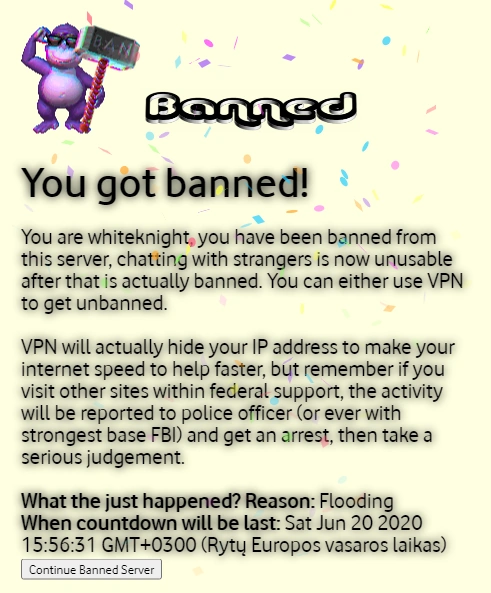 BAN
Banned
You got banned!
You are whiteknight, you have been banned from
this server, chatting with strangers is now unusable
after that is actually banned. You can either use VPN
to get unbanned.
VPN will actually hide your IP address to make your
internet speed to help faster, but remember if you
visit other sites within federal support, the activity
will be reported to police officer (or ever with
strongest base FBI) and get an arrest, then take a
serious judgement.
What the just happened? Reason: Flooding
When countdown will be last: Sat Jun 20 2020
15:56:31 GMT+0300 (Rytų Europos vasaros laikas)
Continue Banned Server